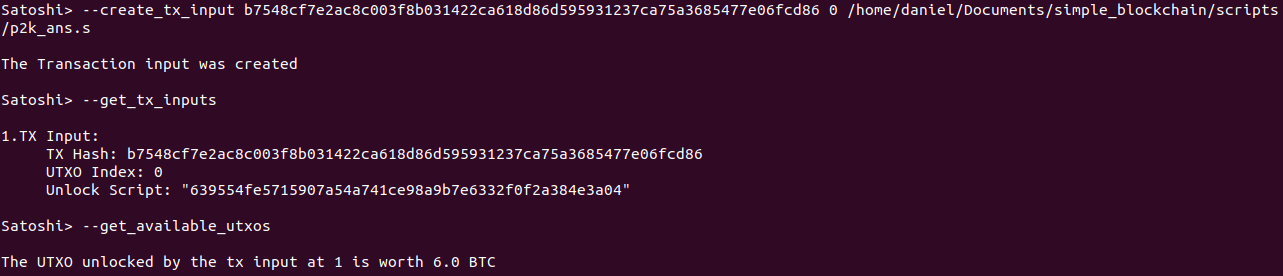 Satoshi> --create_tx_input b7548cf7e2ac8c003f8b031422ca618d86d595931237ca75a3685477e06fcd86 0 /home/daniel/Documents/simple_blockchain/scripts
/p2k_ans.s
The Transaction input was created
Satoshi> --get_tx_inputs
1.TX Input:
TX Hash: b7548cf7e2ac8c003f8b031422ca618d86d595931237ca75a3685477e06fcd86
UTXO Index: 0
Unlock Script: "639554fe5715907a54a741ce98a9b7e6332f0f2a384e3a04"
Satoshi> --get_available_utxos
The UTXO unlocked by the tx input at 1 is worth 6.0 BTC